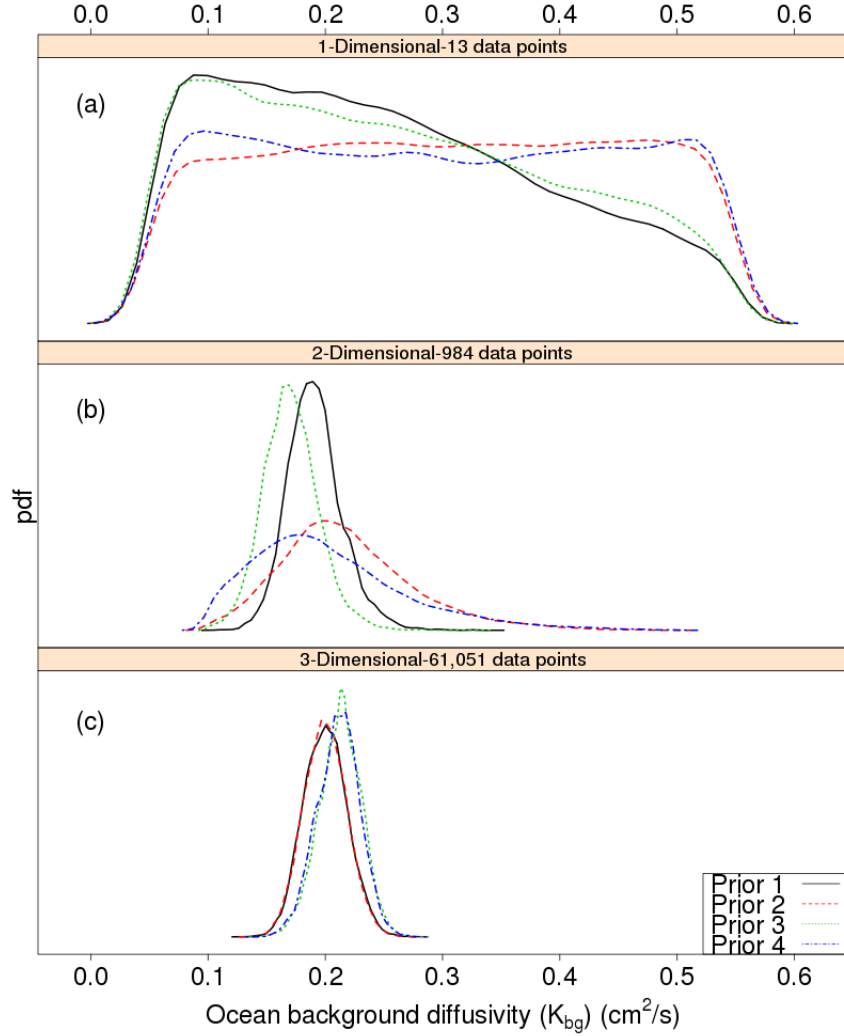 0.0 0.1 0.2 0.3 0.4 0.5 0.6
1-Dimensional-13 data points
(a)
2-Dimensional-984 data points
(b)
pdf
3-Dimensional-61,051 data points
(c)
Prior 1
Prior 2
Prior 3
Prior 4
0.0 0.1 0.2 0.3 0.4 0.5 0.6
Ocean background diffusivity (Kbg) (cm²/s)